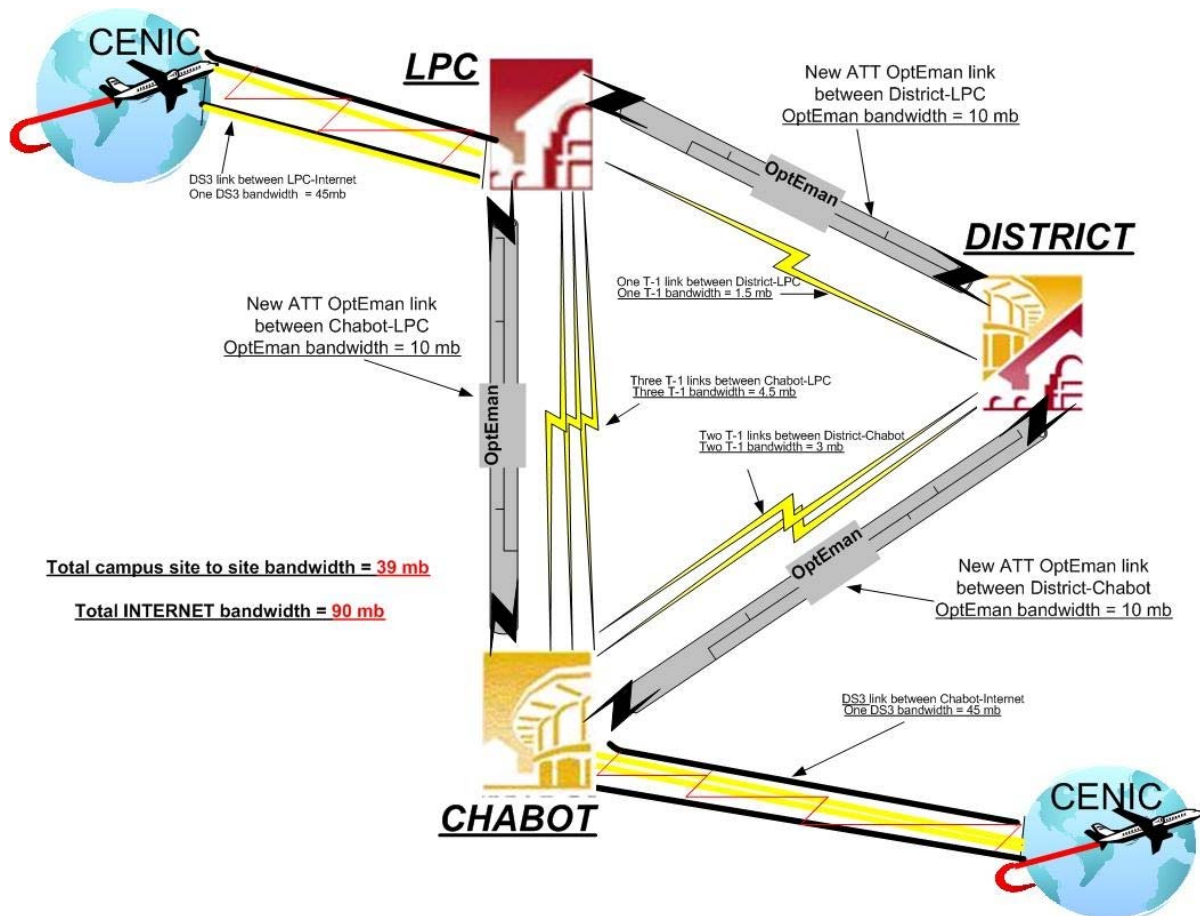 CENIC
LPC
New ATT OptEman link
between District-LPC
OptEman bandwidth = 10 mb
DS3 link between LPC-Internet
One DS3 bandwidth = 45mb
OptEman
DISTRICT
One T-1 link between District-LPC
One T-1 bandwidth = 1.5 mb
New ATT OptEman link
between Chabot-LPC
OptEman bandwidth = 10 mb
OptEman
Three T-1 links between Chabot-LPC
Three T-1 bandwidth = 4.5 mb
Two T-1 links between District-Chabot
Two T-1 bandwidth = 3 mb
OptEman
Total campus site to site bandwidth = 39 mb
Total INTERNET bandwidth = 90 mb
New ATT OptEman link
between District-Chabot
OptEman bandwidth = 10 mb
DS3 link between Chabot-Internet
One DS3 bandwidth = 45 mb
CHABOT
CENIC